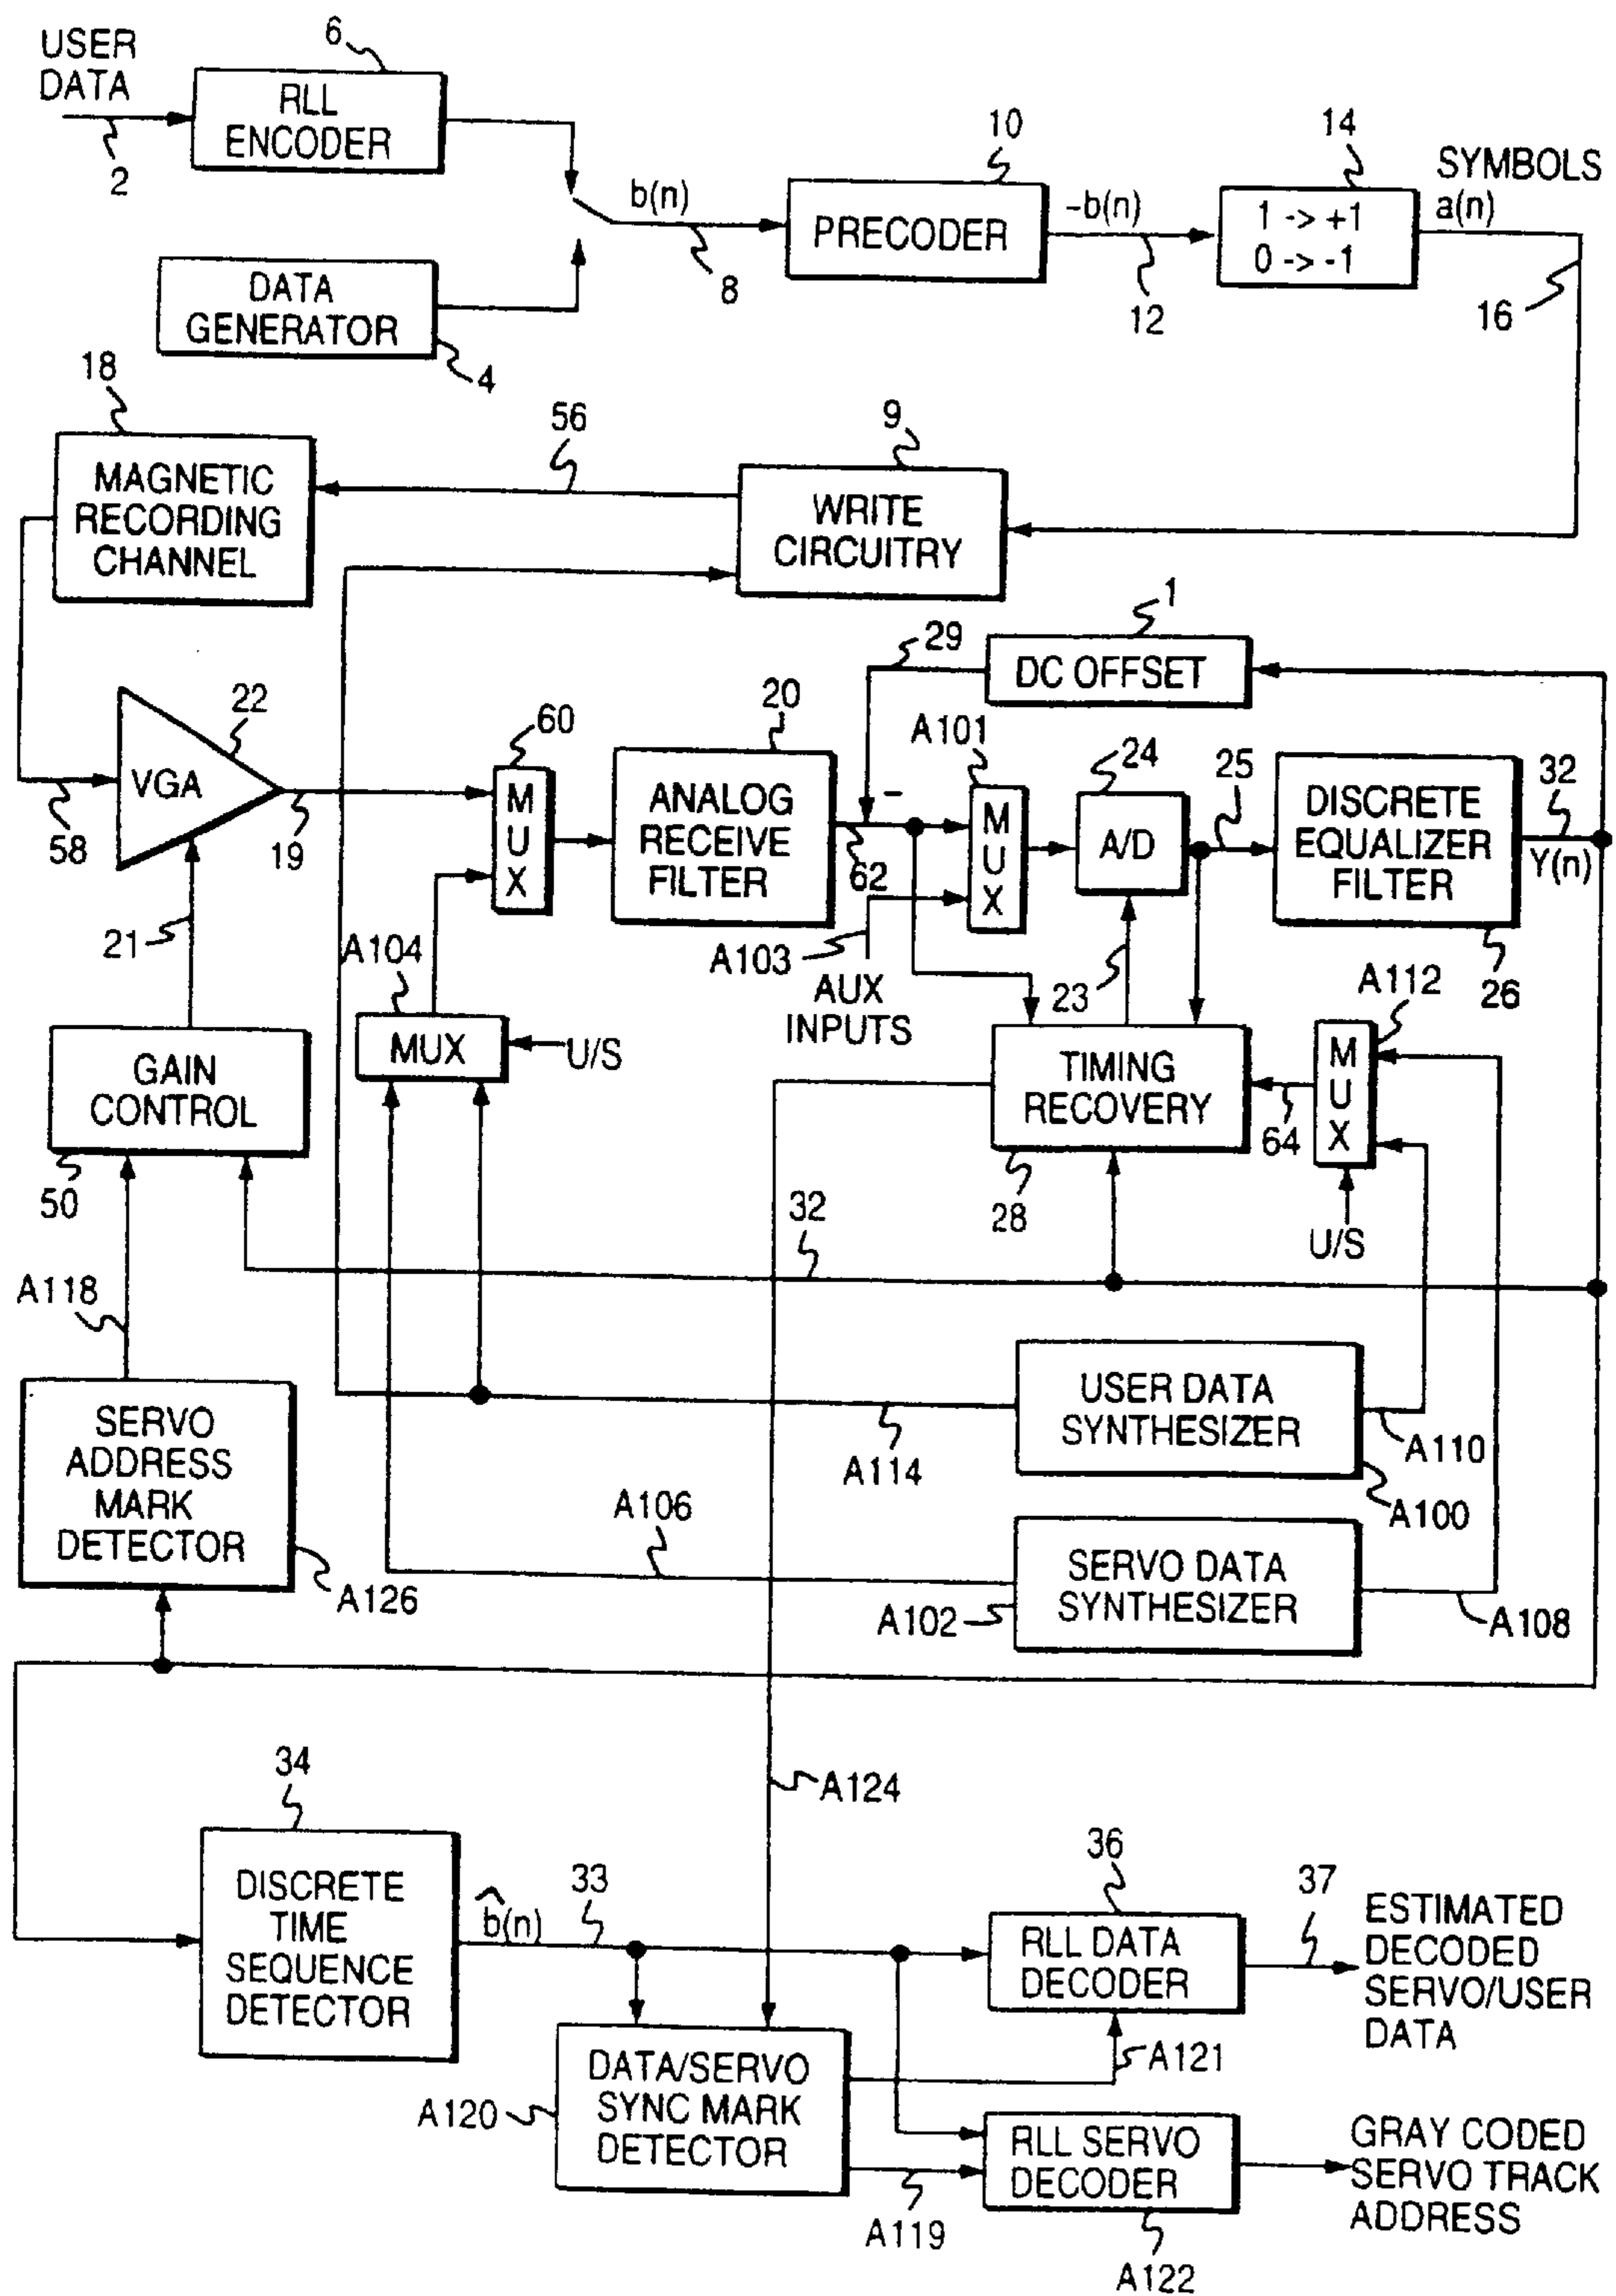 USER
DATA
2
6
RLL
ENCODER
DATA
GENERATOR
4
b(n)
8
10
PRECODER
-b(n)
12
14
1 -> +1
0 -> -1
SYMBOLS
a(n)
16
18
MAGNETIC
RECORDING
CHANNEL
56
9
WRITE
CIRCUITRY
1
DC OFFSET
29
22
VGA
58
19
21
60
MUX
20
ANALOG
RECEIVE
FILTER
62
-
A101
MUX
A103
AUX
INPUTS
24
A/D
23
25
DISCRETE
EQUALIZER
FILTER
26
32
Y(n)
A104
MUX
U/S
GAIN
CONTROL
50
TIMING
RECOVERY
28
64
A112
MUX
U/S
32
A118
SERVO
ADDRESS
MARK
DETECTOR
A126
USER DATA
SYNTHESIZER
A114
A110
A100
A106
SERVO DATA
SYNTHESIZER
A102
A108
A124
34
DISCRETE
TIME
SEQUENCE
DETECTOR
b̂(n)
33
36
RLL DATA
DECODER
37
ESTIMATED
DECODED
SERVO/USER
DATA
DATA/SERVO
SYNC MARK
DETECTOR
A120
A121
A119
RLL SERVO
DECODER
A122
GRAY CODED
SERVO TRACK
ADDRESS